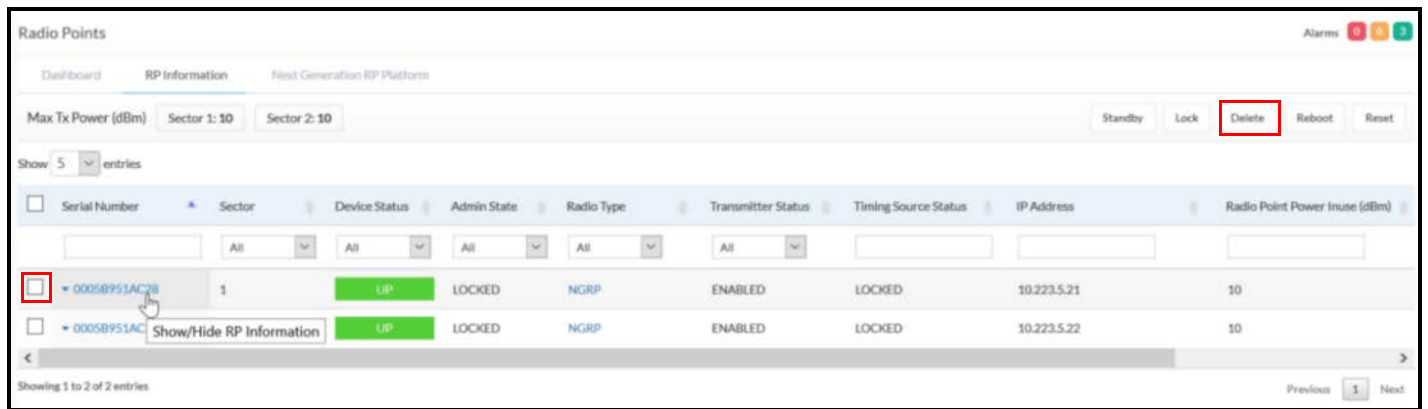 Radio Points Alarms 0 0 3
Dashboard RP Information Next Generation RP Platform
Max Tx Power (dBm) Sector 1: 10 Sector 2: 10 Standby Lock Delete Reboot Reset
Show 5 entries
Serial Number Sector Device Status Admin State Radio Type Transmitter Status Timing Source Status IP Address Radio Point Power Inuse (dBm)
All All All All All
0005B951AC28 1 UP LOCKED NGRP ENABLED LOCKED 10.223.5.21 10
0005B951AC Show/Hide RP Information UP LOCKED NGRP ENABLED LOCKED 10.223.5.22 10
Showing 1 to 2 of 2 entries Previous 1 Next